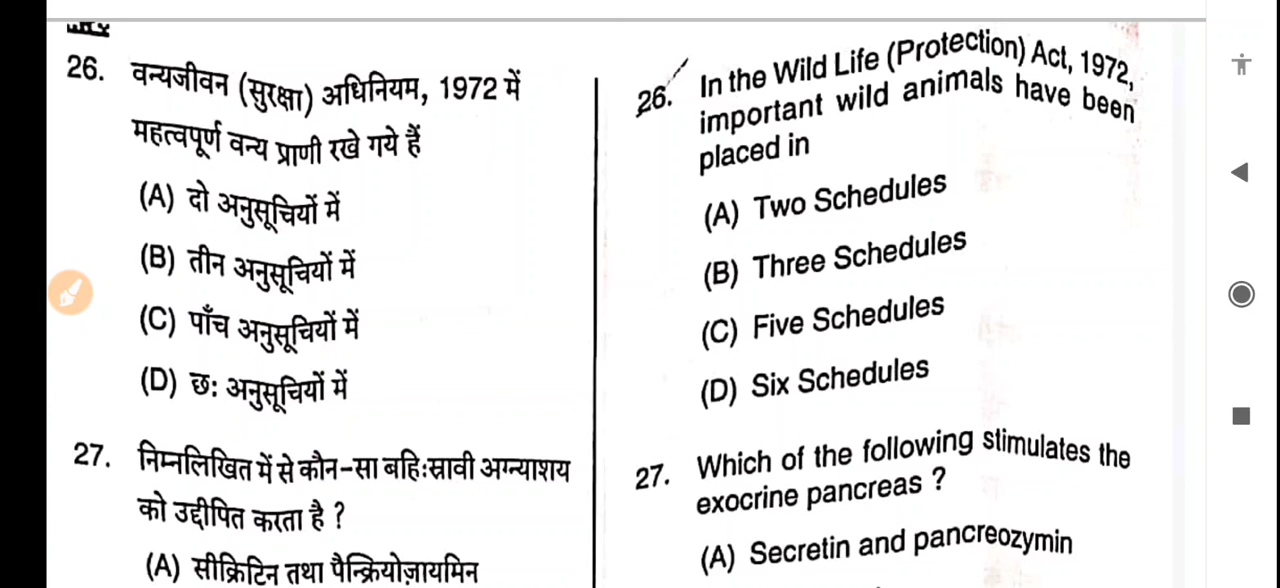 26. वन्यजीवन (सुरक्षा) अधिनियम, 1972 में
महत्वपूर्ण वन्य प्राणी रखे गये हैं
(A) दो अनुसूचियों में
(B) तीन अनुसूचियों में
(C) पाँच अनुसूचियों में
(D) छः अनुसूचियों में
27. निम्नलिखित में से कौन-सा बहिःस्रावी अग्न्याशय
को उद्दीपित करता है ?
(A) सीक्रिटिन तथा पैन्क्रियोज़ायमिन
26. In the Wild Life (Protection) Act, 1972,
important wild animals have been
placed in
(A) Two Schedules
(B) Three Schedules
(C) Five Schedules
(D) Six Schedules
27. Which of the following stimulates the
exocrine pancreas ?
(A) Secretin and pancreozymin